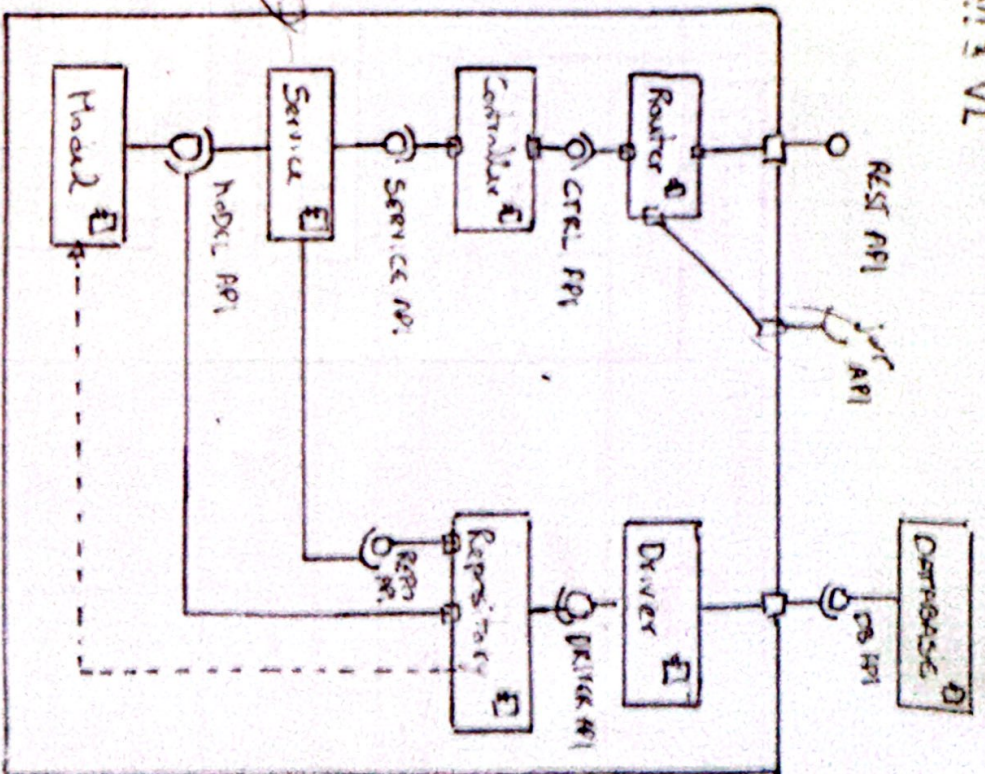 REST API
API
DATABASE
DB API
Router
Driver
CTRL API
DRIVER API
Controller
Repository
SERVICE API
REPO API
Service
MODEL API
Model